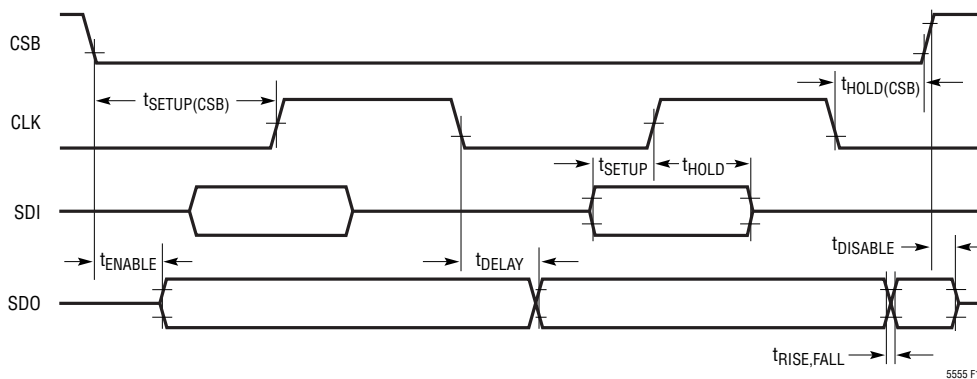 CSB
tSETUP(CSB)
tHOLD(CSB)
CLK
tSETUP
tHOLD
SDI
tENABLE
tDELAY
tDISABLE
SDO
tRISE,FALL
5555 F